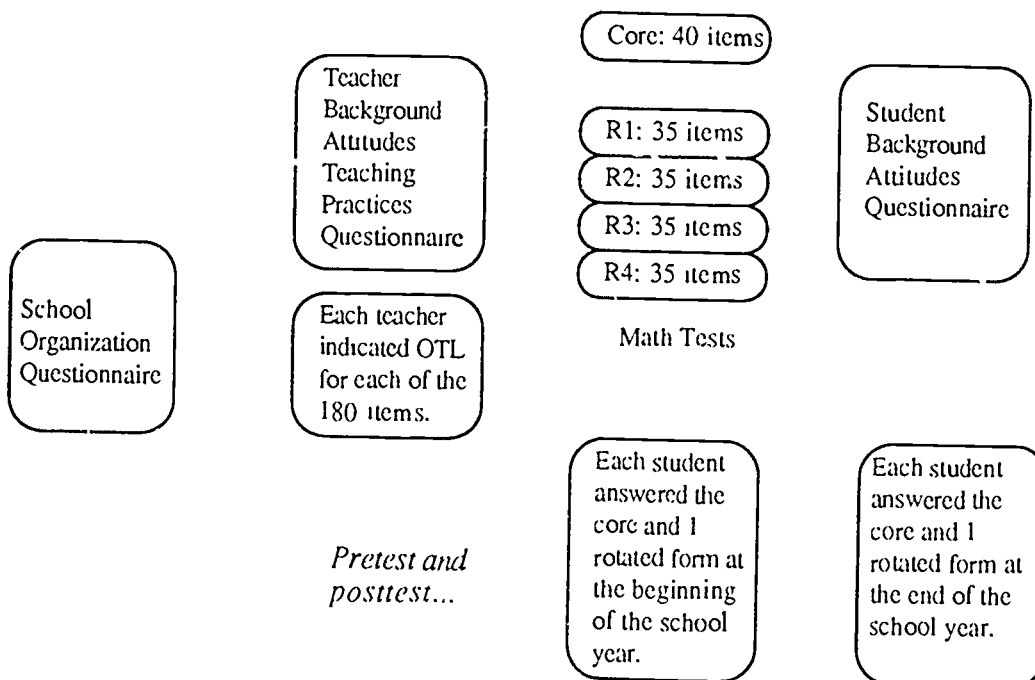 School
Organization
Questionnaire
Teacher
Background
Attitudes
Teaching
Practices
Questionnaire
Each teacher
indicated OTL
for each of the
180 items.
Core: 40 items
R1: 35 items
R2: 35 items
R3: 35 items
R4: 35 items
Math Tests
Student
Background
Attitudes
Questionnaire
Pretest and
posttest...
Each student
answered the
core and 1
rotated form at
the beginning
of the school
year.
Each student
answered the
core and 1
rotated form at
the end of the
school year.